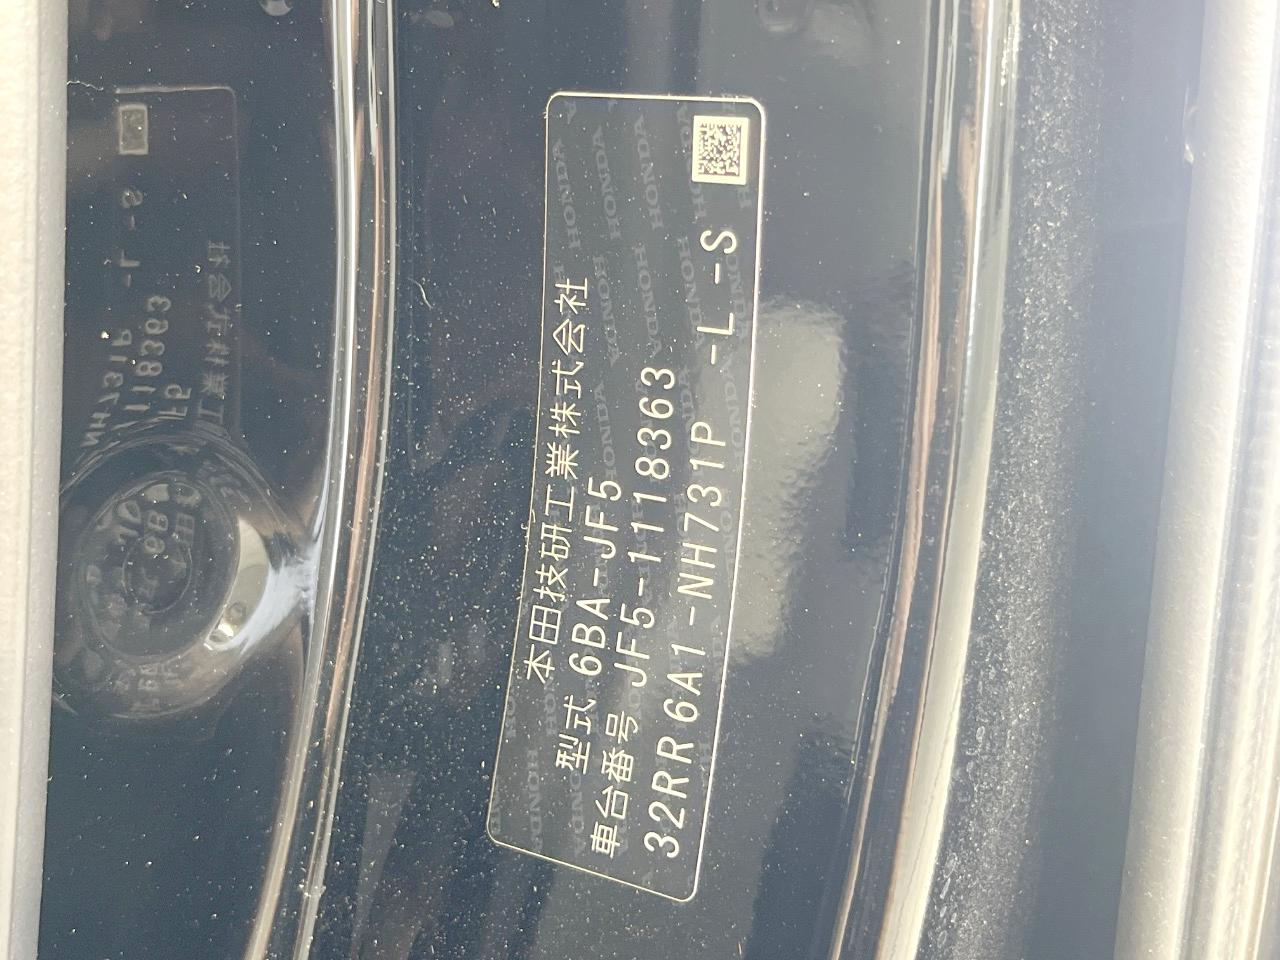 本田技研工業株式会社
型式 6BA-JF5
車台番号 JF5-1118363
32RR6A1-NH731P -L-S